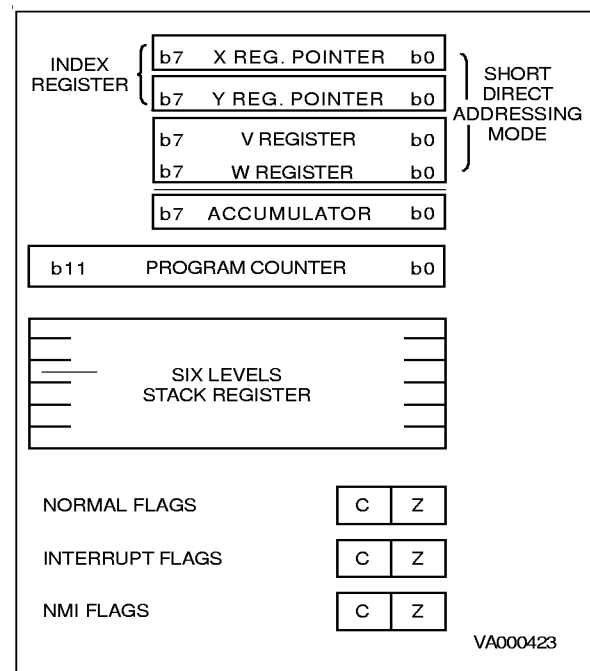 INDEX
REGISTER
b7 X REG. POINTER b0
b7 Y REG. POINTER b0
b7 V REGISTER b0
b7 W REGISTER b0
SHORT
DIRECT
ADDRESSING
MODE
b7 ACCUMULATOR b0
b11 PROGRAM COUNTER b0
SIX LEVELS
STACK REGISTER
NORMAL FLAGS C Z
INTERRUPT FLAGS C Z
NMI FLAGS C Z
VA000423